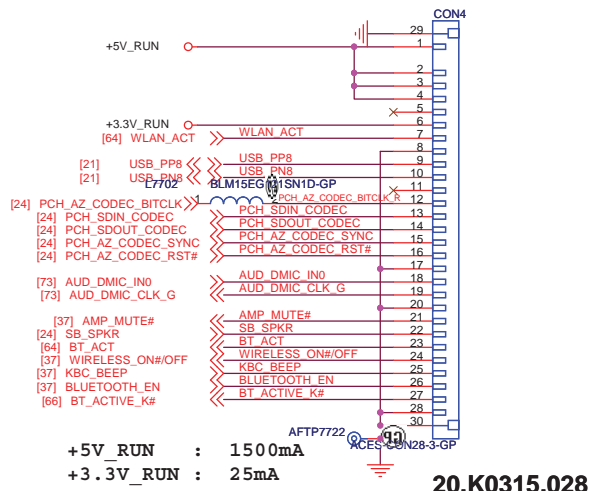 CON4
29
+5V_RUN
1
2
3
4
5
+3.3V_RUN
6
[64] WLAN_ACT
WLAN_ACT
7
8
[21] USB_PP8
USB_PP8
9
[21] USB_PN8
USB_PN8
10
L7702
11
[24] PCH_AZ_CODEC_BITCLK
1
2
PCH_AZ_CODEC_BITCLK_R
12
[24] PCH_SDIN_CODEC
PCH_SDIN_CODEC
13
[24] PCH_SDOUT_CODEC
PCH_SDOUT_CODEC
14
[24] PCH_AZ_CODEC_SYNC
PCH_AZ_CODEC_SYNC
15
[24] PCH_AZ_CODEC_RST#
PCH_AZ_CODEC_RST#
16
17
[73] AUD_DMIC_IN0
AUD_DMIC_IN0
18
[73] AUD_DMIC_CLK_G
AUD_DMIC_CLK_G
19
20
[37] AMP_MUTE#
AMP_MUTE#
21
[24] SB_SPKR
SB_SPKR
22
[64] BT_ACT
BT_ACT
23
[37] WIRELESS_ON#/OFF
WIRELESS_ON#/OFF
24
[37] KBC_BEEP
KBC_BEEP
25
[37] BLUETOOTH_EN
BLUETOOTH_EN
26
[66] BT_ACTIVE_K#
BT_ACTIVE_K#
27
28
30
AFTP7722
GP
ACES-CON28-3-GP
+5V_RUN : 1500mA
+3.3V_RUN : 25mA
20.K0315.028